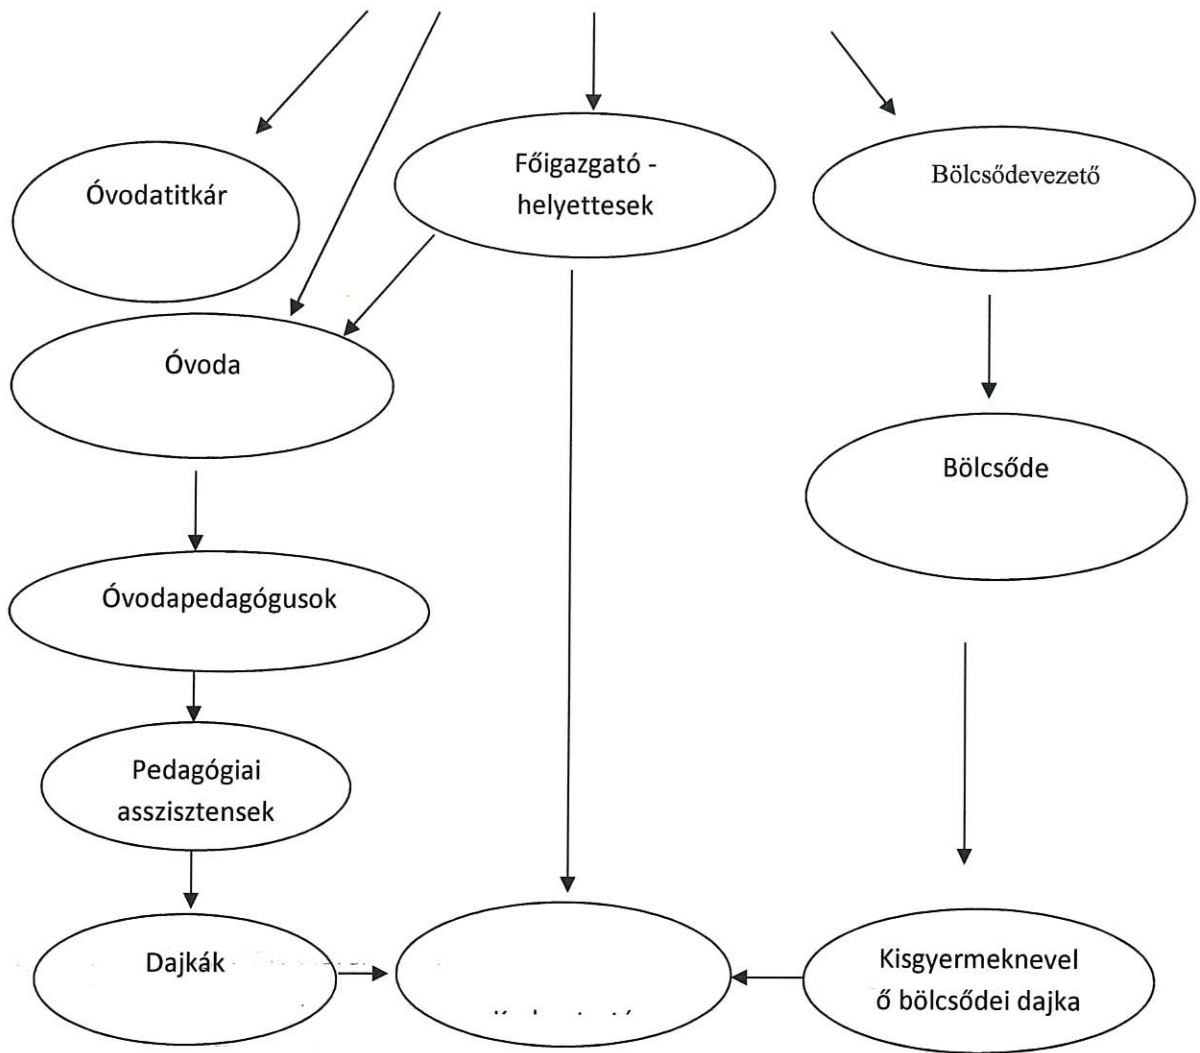 Óvodatitkár
Főigazgató -
helyettesek
Bölcsődevezető
Óvoda
Bölcsőde
Óvodapedagógusok
Pedagógiai
asszisztensek
Dajkák
Kisgyermeknevel
ő bölcsődei dajka